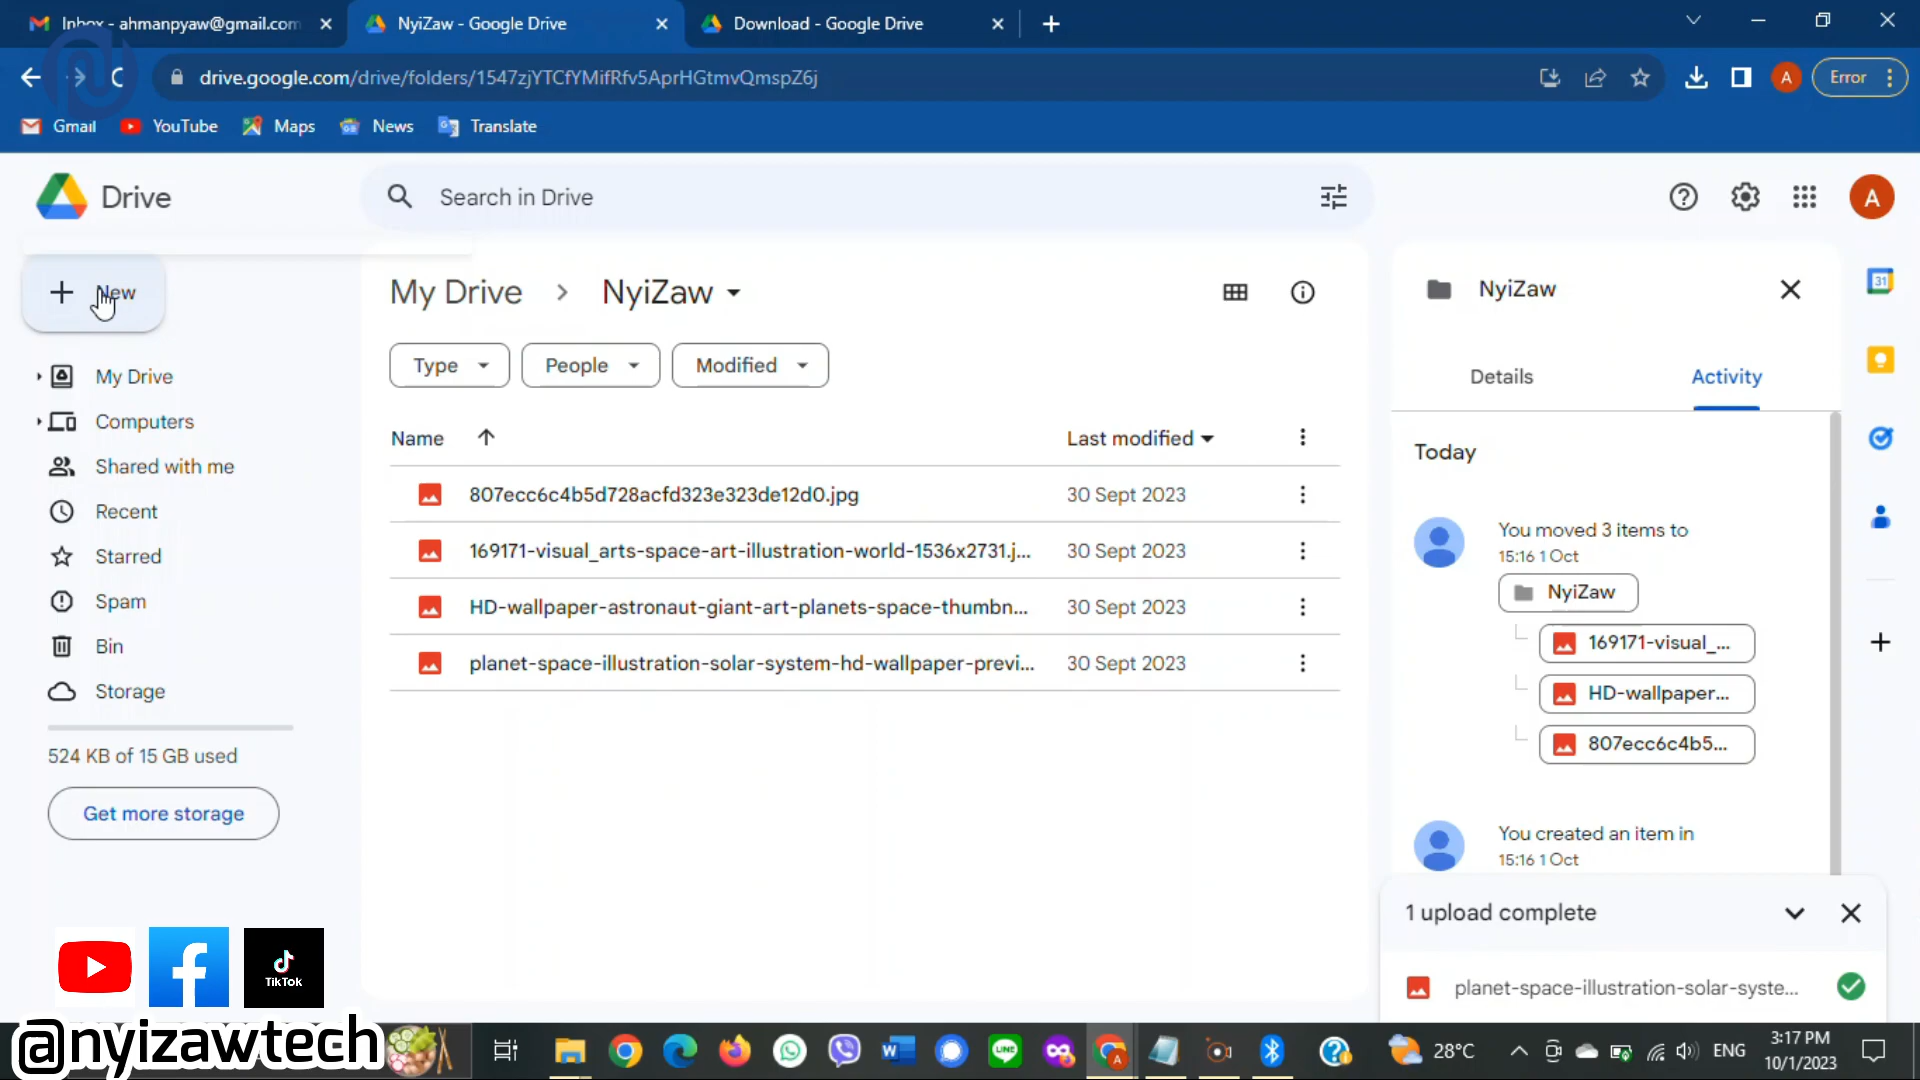 Inbox - ahmanpyaw@gmail.com
NyiZaw - Google Drive
Download - Google Drive
drive.google.com/drive/folders/1547zjYTCfYMifRfv5AprHGtmvQmspZ6j
Error
Gmail
YouTube
Maps
News
Translate
Drive
Search in Drive
A
New
My Drive
Computers
Shared with me
Recent
Starred
Spam
Bin
Storage
524 KB of 15 GB used
Get more storage
My Drive > NyiZaw
Type
People
Modified
Name
Last modified
807ecc6c4b5d728acfd323e323de12d0.jpg 30 Sept 2023
169171-visual_arts-space-art-illustration-world-1536x2731.j... 30 Sept 2023
HD-wallpaper-astronaut-giant-art-planets-space-thumbn... 30 Sept 2023
planet-space-illustration-solar-system-hd-wallpaper-previ... 30 Sept 2023
NyiZaw
Details
Activity
Today
You moved 3 items to
15:16 1 Oct
NyiZaw
169171-visual_...
HD-wallpaper...
807ecc6c4b5...
You created an item in
15:16 1 Oct
1 upload complete
planet-space-illustration-solar-syste...
31
TikTok
@nyizawtech
28°C
ENG
3:17 PM
10/1/2023